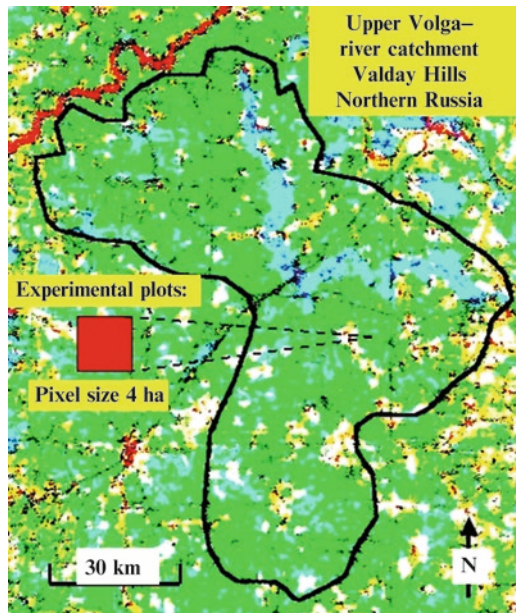 Upper Volga–
river catchment
Valday Hills
Northern Russia
Experimental plots:
Pixel size 4 ha
30 km
N